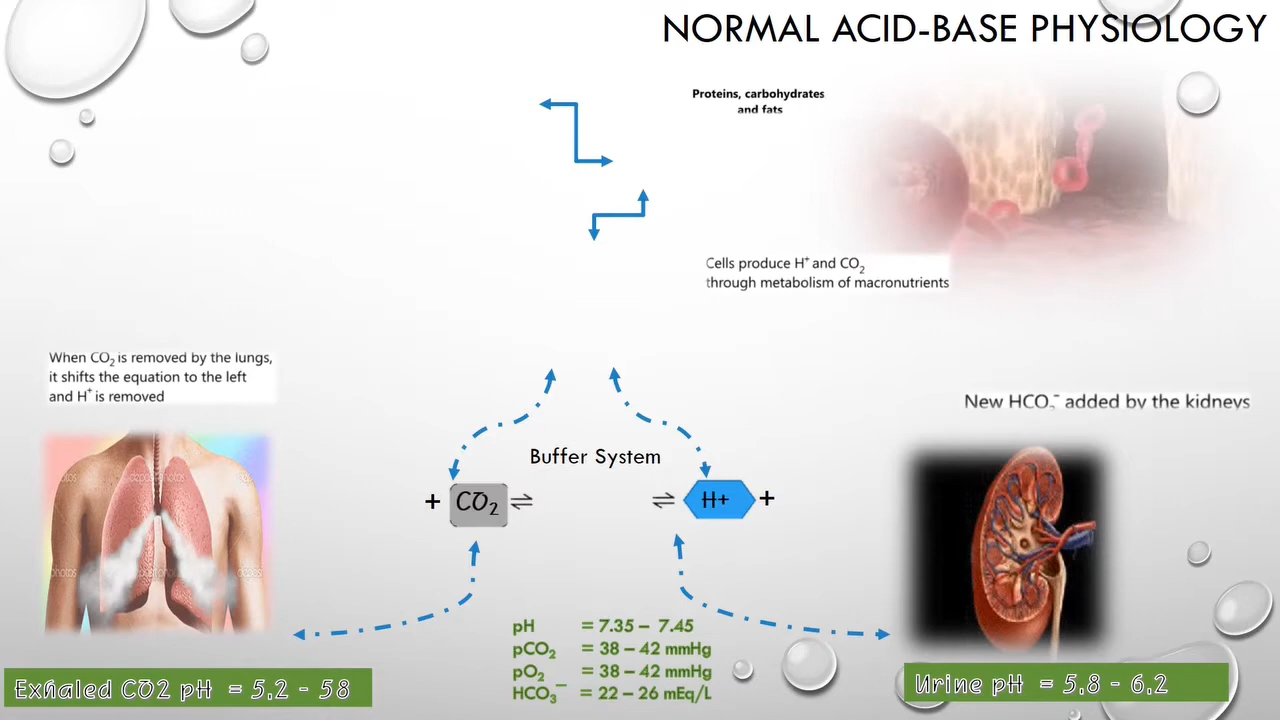 NORMAL ACID-BASE PHYSIOLOGY
Proteins, carbohydrates
and fats
Cells produce H⁺ and CO₂
through metabolism of macronutrients
When CO₂ is removed by the lungs,
it shifts the equation to the left
and H⁺ is removed
New HCO₃⁻ added by the kidneys
Buffer System
+ CO₂ ⇌ ⇌ H+ +
pH = 7.35 – 7.45
pCO₂ = 38 – 42 mmHg
pO₂ = 38 – 42 mmHg
HCO₃⁻ = 22 – 26 mEq/L
Exhaled CO2 pH = 5.2 - 58
Urine pH = 5.8 - 6.2